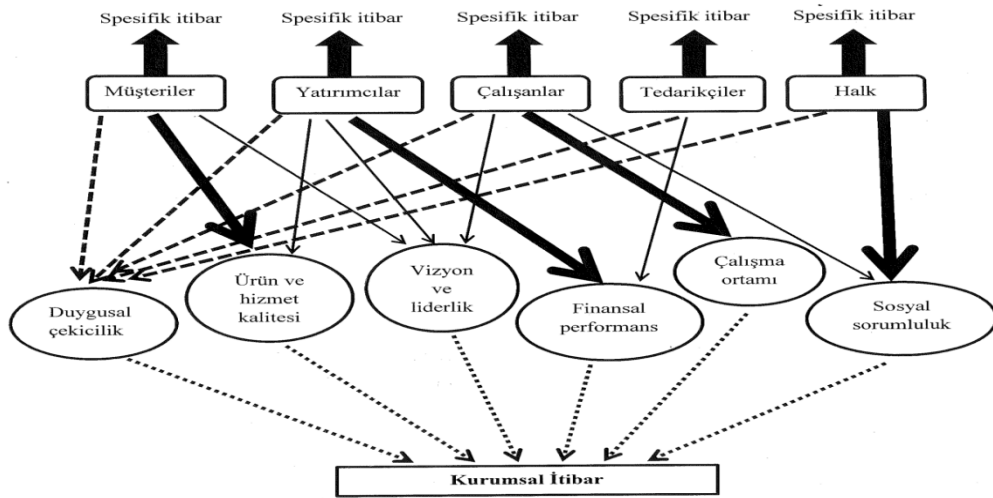 Spesifik itibar Spesifik itibar Spesifik itibar Spesifik itibar Spesifik itibar
Müşteriler Yatırımcılar Çalışanlar Tedarikçiler Halk
Duygusal
çekicilik
Ürün ve
hizmet
kalitesi
Vizyon
ve
liderlik
Finansal
performans
Çalışma
ortamı
Sosyal
sorumluluk
Kurumsal İtibar